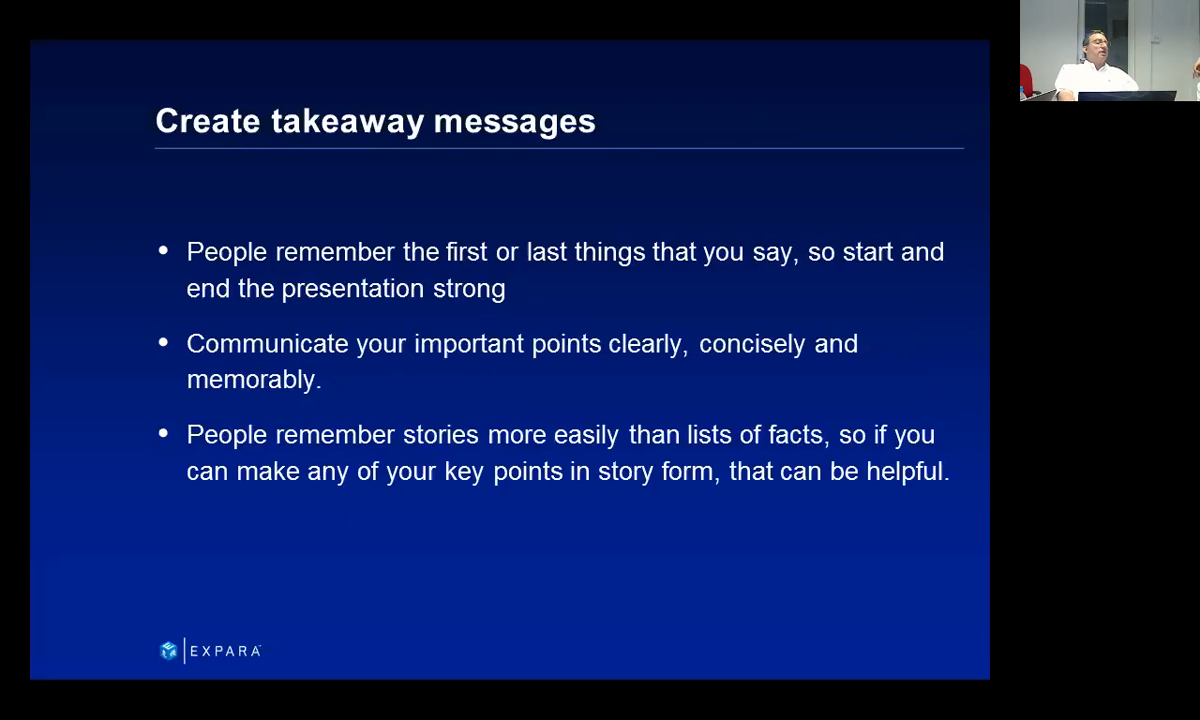 Create takeaway messages
• People remember the first or last things that you say, so start and
end the presentation strong
• Communicate your important points clearly, concisely and
memorably.
• People remember stories more easily than lists of facts, so if you
can make any of your key points in story form, that can be helpful.
EXPARA